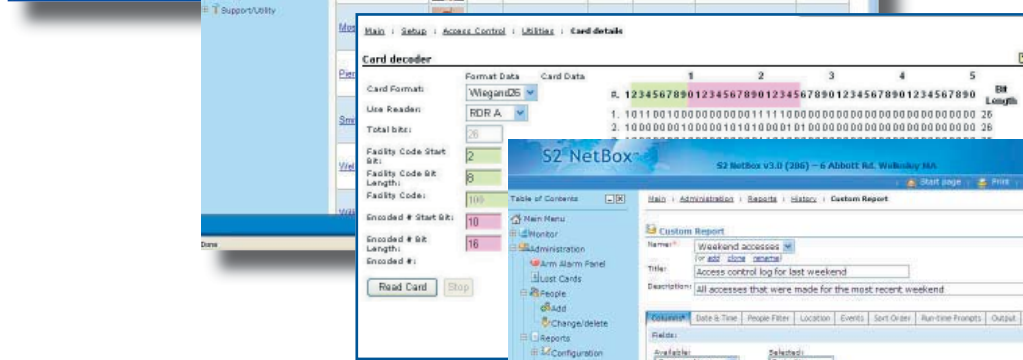 Support/Utility
Main : Setup : Access Control : Utilities : Card details
Card decoder
Format Data Card Data
1 2 3 4 5
Card Format: Wiegand26
#. 12345678901234567890123456789012345678901234567890 Bit Length
Use Reader: RDR A
1. 10110010000000000111110000000000000000000000000000 26
Total bits: 26
2. 10000000100000101010000101000000000000000000000000 26
Facility Code Start Bit: 2
Facility Code Bit Length: 8
Facility Code: 100
Encoded # Start Bit: 10
Encoded # Bit Length: 16
Encoded #:
Read Card Stop
Done
S2 NetBox
S2 NetBox v3.0 (206) – 6 Abbott Rd. Wellesley MA
Start page Print
Table of Contents
Main : Administration : Reports : History : Custom Report
Main Menu
Monitor
Administration
Arm Alarm Panel
Lost Cards
People
Add
Change/delete
Reports
Configuration
Custom Report
Name:* Weekend accesses
(or add clone rename)
Title: Access control log for last weekend
Description: All accesses that were made for the most recent weekend
Columns* Date & Time People Filter Location Events Sort Order Run-time Prompts Output
Fields:
Available: Selected: